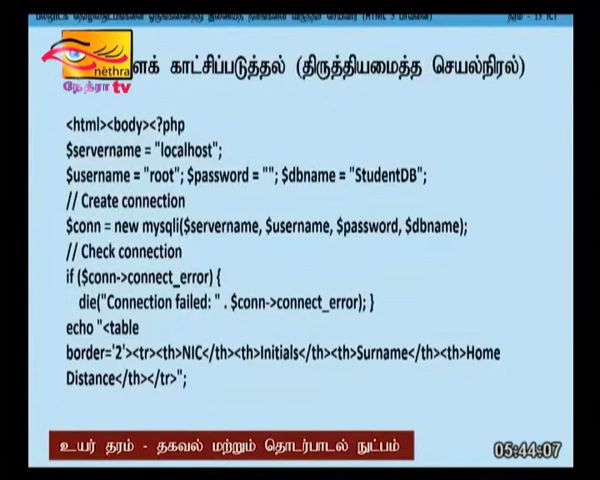 தரம் - 13 ICT
ளக் காட்சிப்படுத்தல் (திருத்தியமைத்த செயல்நிரல்)
nethra
நேத்ரா tv
<html><body><?php
$servername = "localhost";
$username = "root"; $password = ""; $dbname = "StudentDB";
// Create connection
$conn = new mysqli($servername, $username, $password, $dbname);
// Check connection
if ($conn->connect_error) {
die("Connection failed: " . $conn->connect_error); }
echo "<table
border='2'><tr><th>NIC</th><th>Initials</th><th>Surname</th><th>Home
Distance</th></tr>";
உயர் தரம் - தகவல் மற்றும் தொடர்பாடல் நுட்பம்
05:44:07